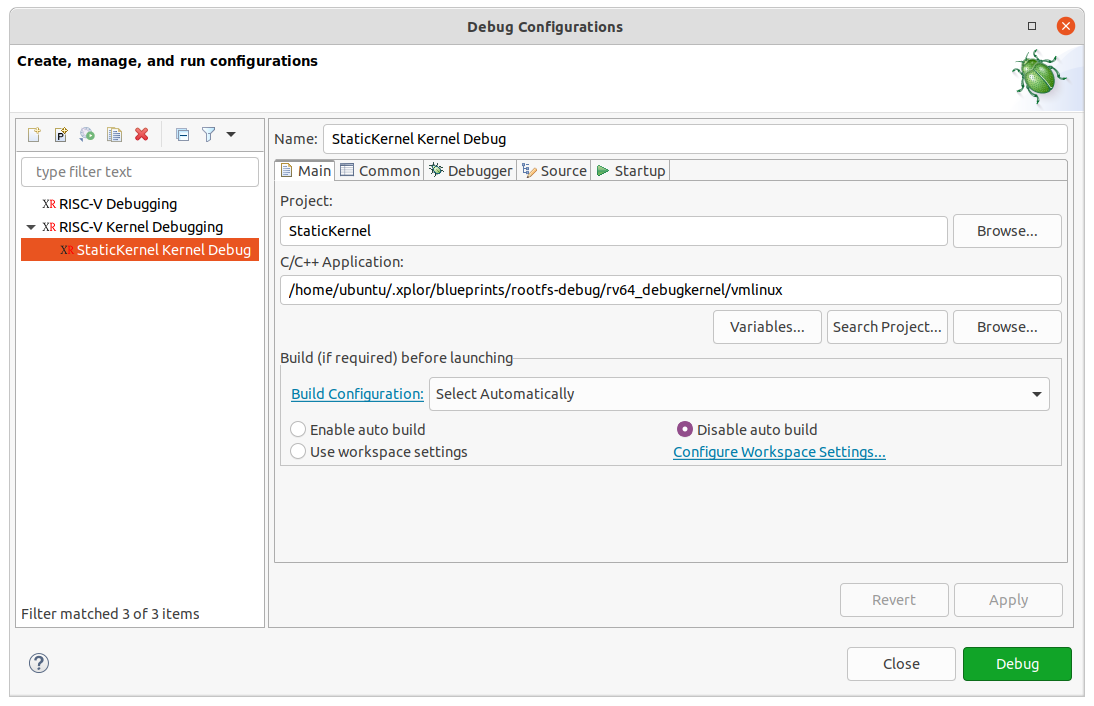 Debug Configurations
Create, manage, and run configurations
P
type filter text
XR RISC-V Debugging
XR RISC-V Kernel Debugging
XR StaticKernel Kernel Debug
Filter matched 3 of 3 items
Name: StaticKernel Kernel Debug
Main Common Debugger Source Startup
Project:
StaticKernel Browse...
C/C++ Application:
/home/ubuntu/.xplor/blueprints/rootfs-debug/rv64_debugkernel/vmlinux
Variables... Search Project... Browse...
Build (if required) before launching
Build Configuration: Select Automatically
Enable auto build Disable auto build
Use workspace settings Configure Workspace Settings...
Revert Apply
? Close Debug